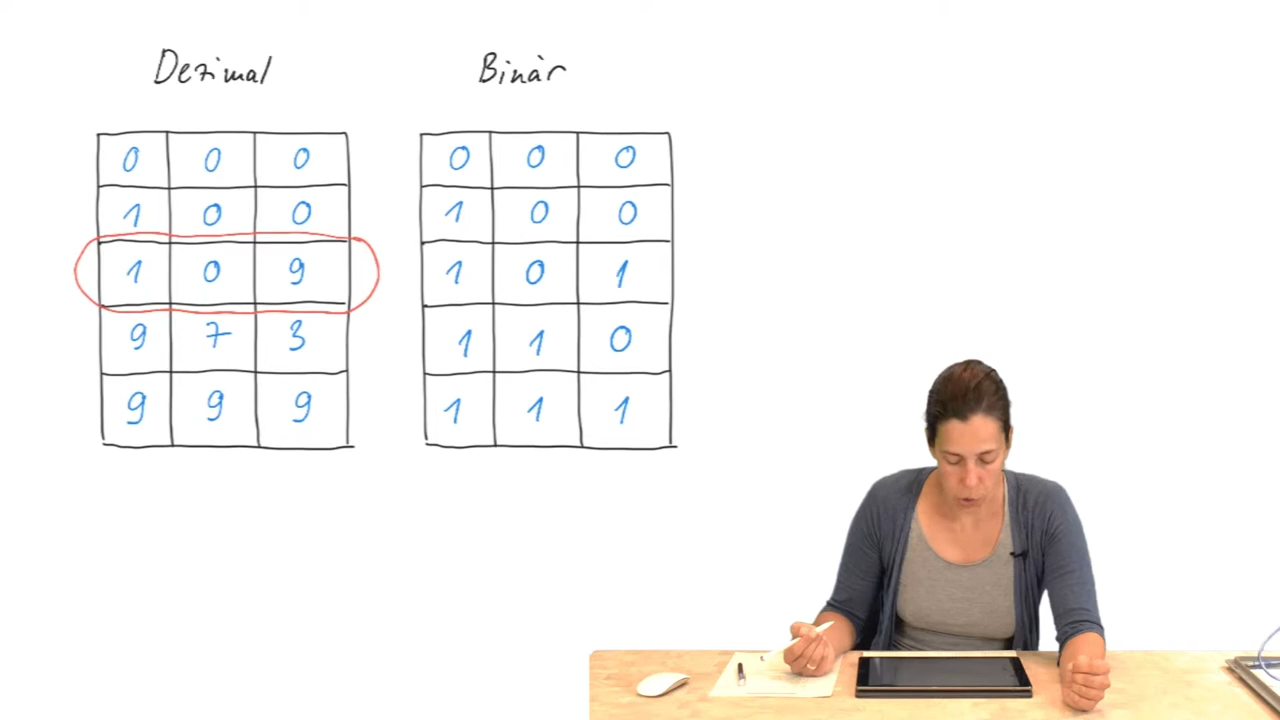 Dezimal Binär
0 0 0 0 0 0
1 0 0 1 0 0
1 0 9 1 0 1
9 7 3 1 1 0
9 9 9 1 1 1